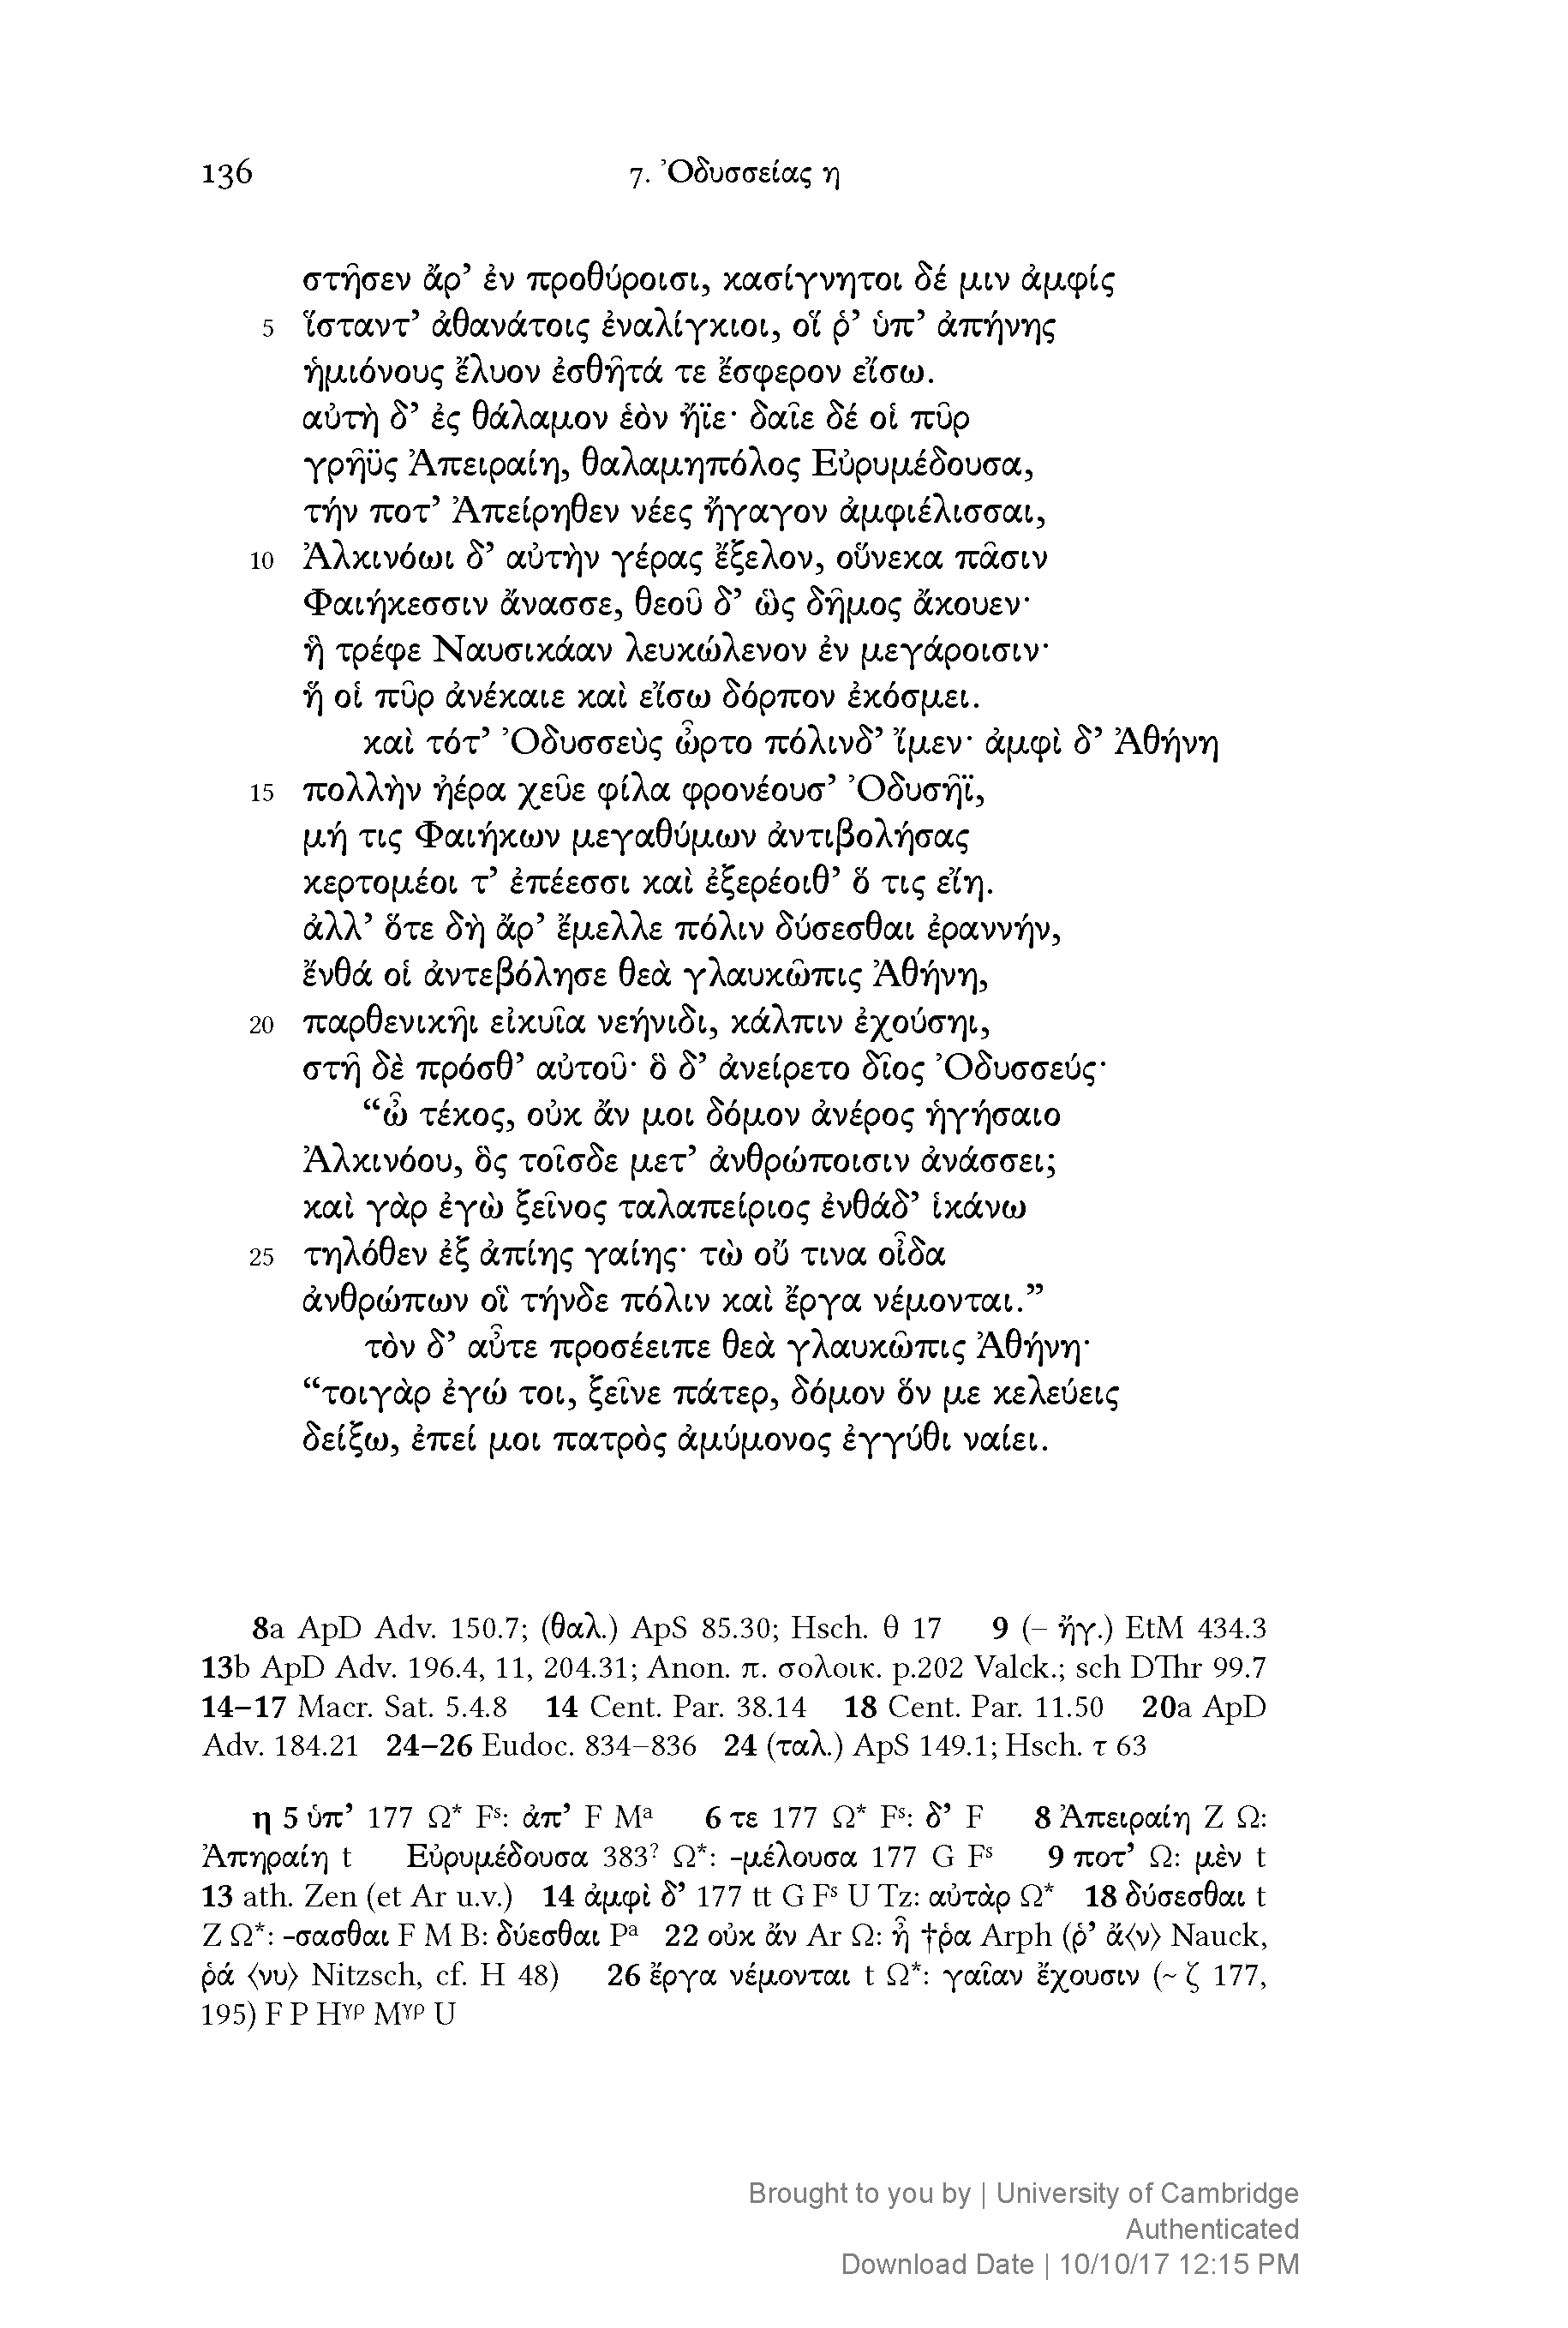 136 7. Ὀδυσσείας η
στῆσεν ἄρ’ ἐν προθύροισι, κασίγνητοι δέ μιν ἀμφίς
5 ἵσταντ’ ἀθανάτοις ἐναλίγκιοι, οἵ ῥ’ ὑπ’ ἀπήνης
ἡμιόνους ἔλυον ἐσθῆτά τε ἔσφερον εἴσω.
αὐτὴ δ’ ἐς θάλαμον ἑὸν ἤϊε· δαῖε δέ οἱ πῦρ
γρηῢς Ἀπειραίη, θαλαμηπόλος Εὐρυμέδουσα,
τήν ποτ’ Ἀπείρηθεν νέες ἤγαγον ἀμφιέλισσαι,
10 Ἀλκινόωι δ’ αὐτὴν γέρας ἔξελον, οὕνεκα πᾶσιν
Φαιήκεσσιν ἄνασσε, θεοῦ δ’ ὣς δῆμος ἄκουεν·
ἣ τρέφε Ναυσικάαν λευκώλενον ἐν μεγάροισιν·
ἥ οἱ πῦρ ἀνέκαιε καὶ εἴσω δόρπον ἐκόσμει.
καὶ τότ’ Ὀδυσσεὺς ὦρτο πόλινδ’ ἴμεν· ἀμφὶ δ’ Ἀθήνη
15 πολλὴν ἠέρα χεῦε φίλα φρονέουσ’ Ὀδυσῆϊ,
μή τις Φαιήκων μεγαθύμων ἀντιβολήσας
κερτομέοι τ’ ἐπέεσσι καὶ ἐξερέοιθ’ ὅ τις εἴη.
ἀλλ’ ὅτε δὴ ἄρ’ ἔμελλε πόλιν δύσεσθαι ἐραννήν,
ἔνθά οἱ ἀντεβόλησε θεὰ γλαυκῶπις Ἀθήνη,
20 παρθενικῆι εἰκυῖα νεήνιδι, κάλπιν ἐχούσηι,
στῆ δὲ πρόσθ’ αὐτοῦ· ὃ δ’ ἀνείρετο δῖος Ὀδυσσεύς·
“ὦ τέκος, οὐκ ἄν μοι δόμον ἀνέρος ἡγήσαιο
Ἀλκινόου, ὃς τοῖσδε μετ’ ἀνθρώποισιν ἀνάσσει;
καὶ γὰρ ἐγὼ ξεῖνος ταλαπείριος ἐνθάδ’ ἱκάνω
25 τηλόθεν ἐξ ἀπίης γαίης· τὼ οὔ τινα οἶδα
ἀνθρώπων οἳ τήνδε πόλιν καὶ ἔργα νέμονται.”
τὸν δ’ αὖτε προσέειπε θεὰ γλαυκῶπις Ἀθήνη·
“τοιγὰρ ἐγώ τοι, ξεῖνε πάτερ, δόμον ὅν με κελεύεις
δείξω, ἐπεί μοι πατρὸς ἀμύμονος ἐγγύθι ναίει.
8a ApD Adv. 150.7; (θαλ.) ApS 85.30; Hsch. θ 17 9 (– ἤγ.) EtM 434.3
13b ApD Adv. 196.4, 11, 204.31; Anon. π. σολοικ. p.202 Valck.; sch DThr 99.7
14–17 Macr. Sat. 5.4.8 14 Cent. Par. 38.14 18 Cent. Par. 11.50 20a ApD
Adv. 184.21 24–26 Eudoc. 834–836 24 (ταλ.) ApS 149.1; Hsch. τ 63
η 5 ὑπ’ 177 Ω* Fˢ: ἀπ’ F Mᵃ 6 τε 177 Ω* Fˢ: δ’ F 8 Ἀπειραίη Z Ω:
Ἀπηραίη t Εὐρυμέδουσα 383? Ω*: -μέλουσα 177 G Fˢ 9 ποτ’ Ω: μὲν t
13 ath. Zen (et Ar u.v.) 14 ἀμφὶ δ’ 177 tt G Fˢ U Tz: αὐτὰρ Ω* 18 δύσεσθαι t
Z Ω*: -σασθαι F M B: δύεσθαι Pᵃ 22 οὐκ ἄν Ar Ω: ἦ †ῥα Arph (ῥ’ ἄ⟨ν⟩ Nauck,
ῥά ⟨νυ⟩ Nitzsch, cf. H 48) 26 ἔργα νέμονται t Ω*: γαῖαν ἔχουσιν (~ ζ 177,
195) F P Hᵞᵖ Mᵞᵖ U
Brought to you by | University of Cambridge
Authenticated
Download Date | 10/10/17 12:15 PM